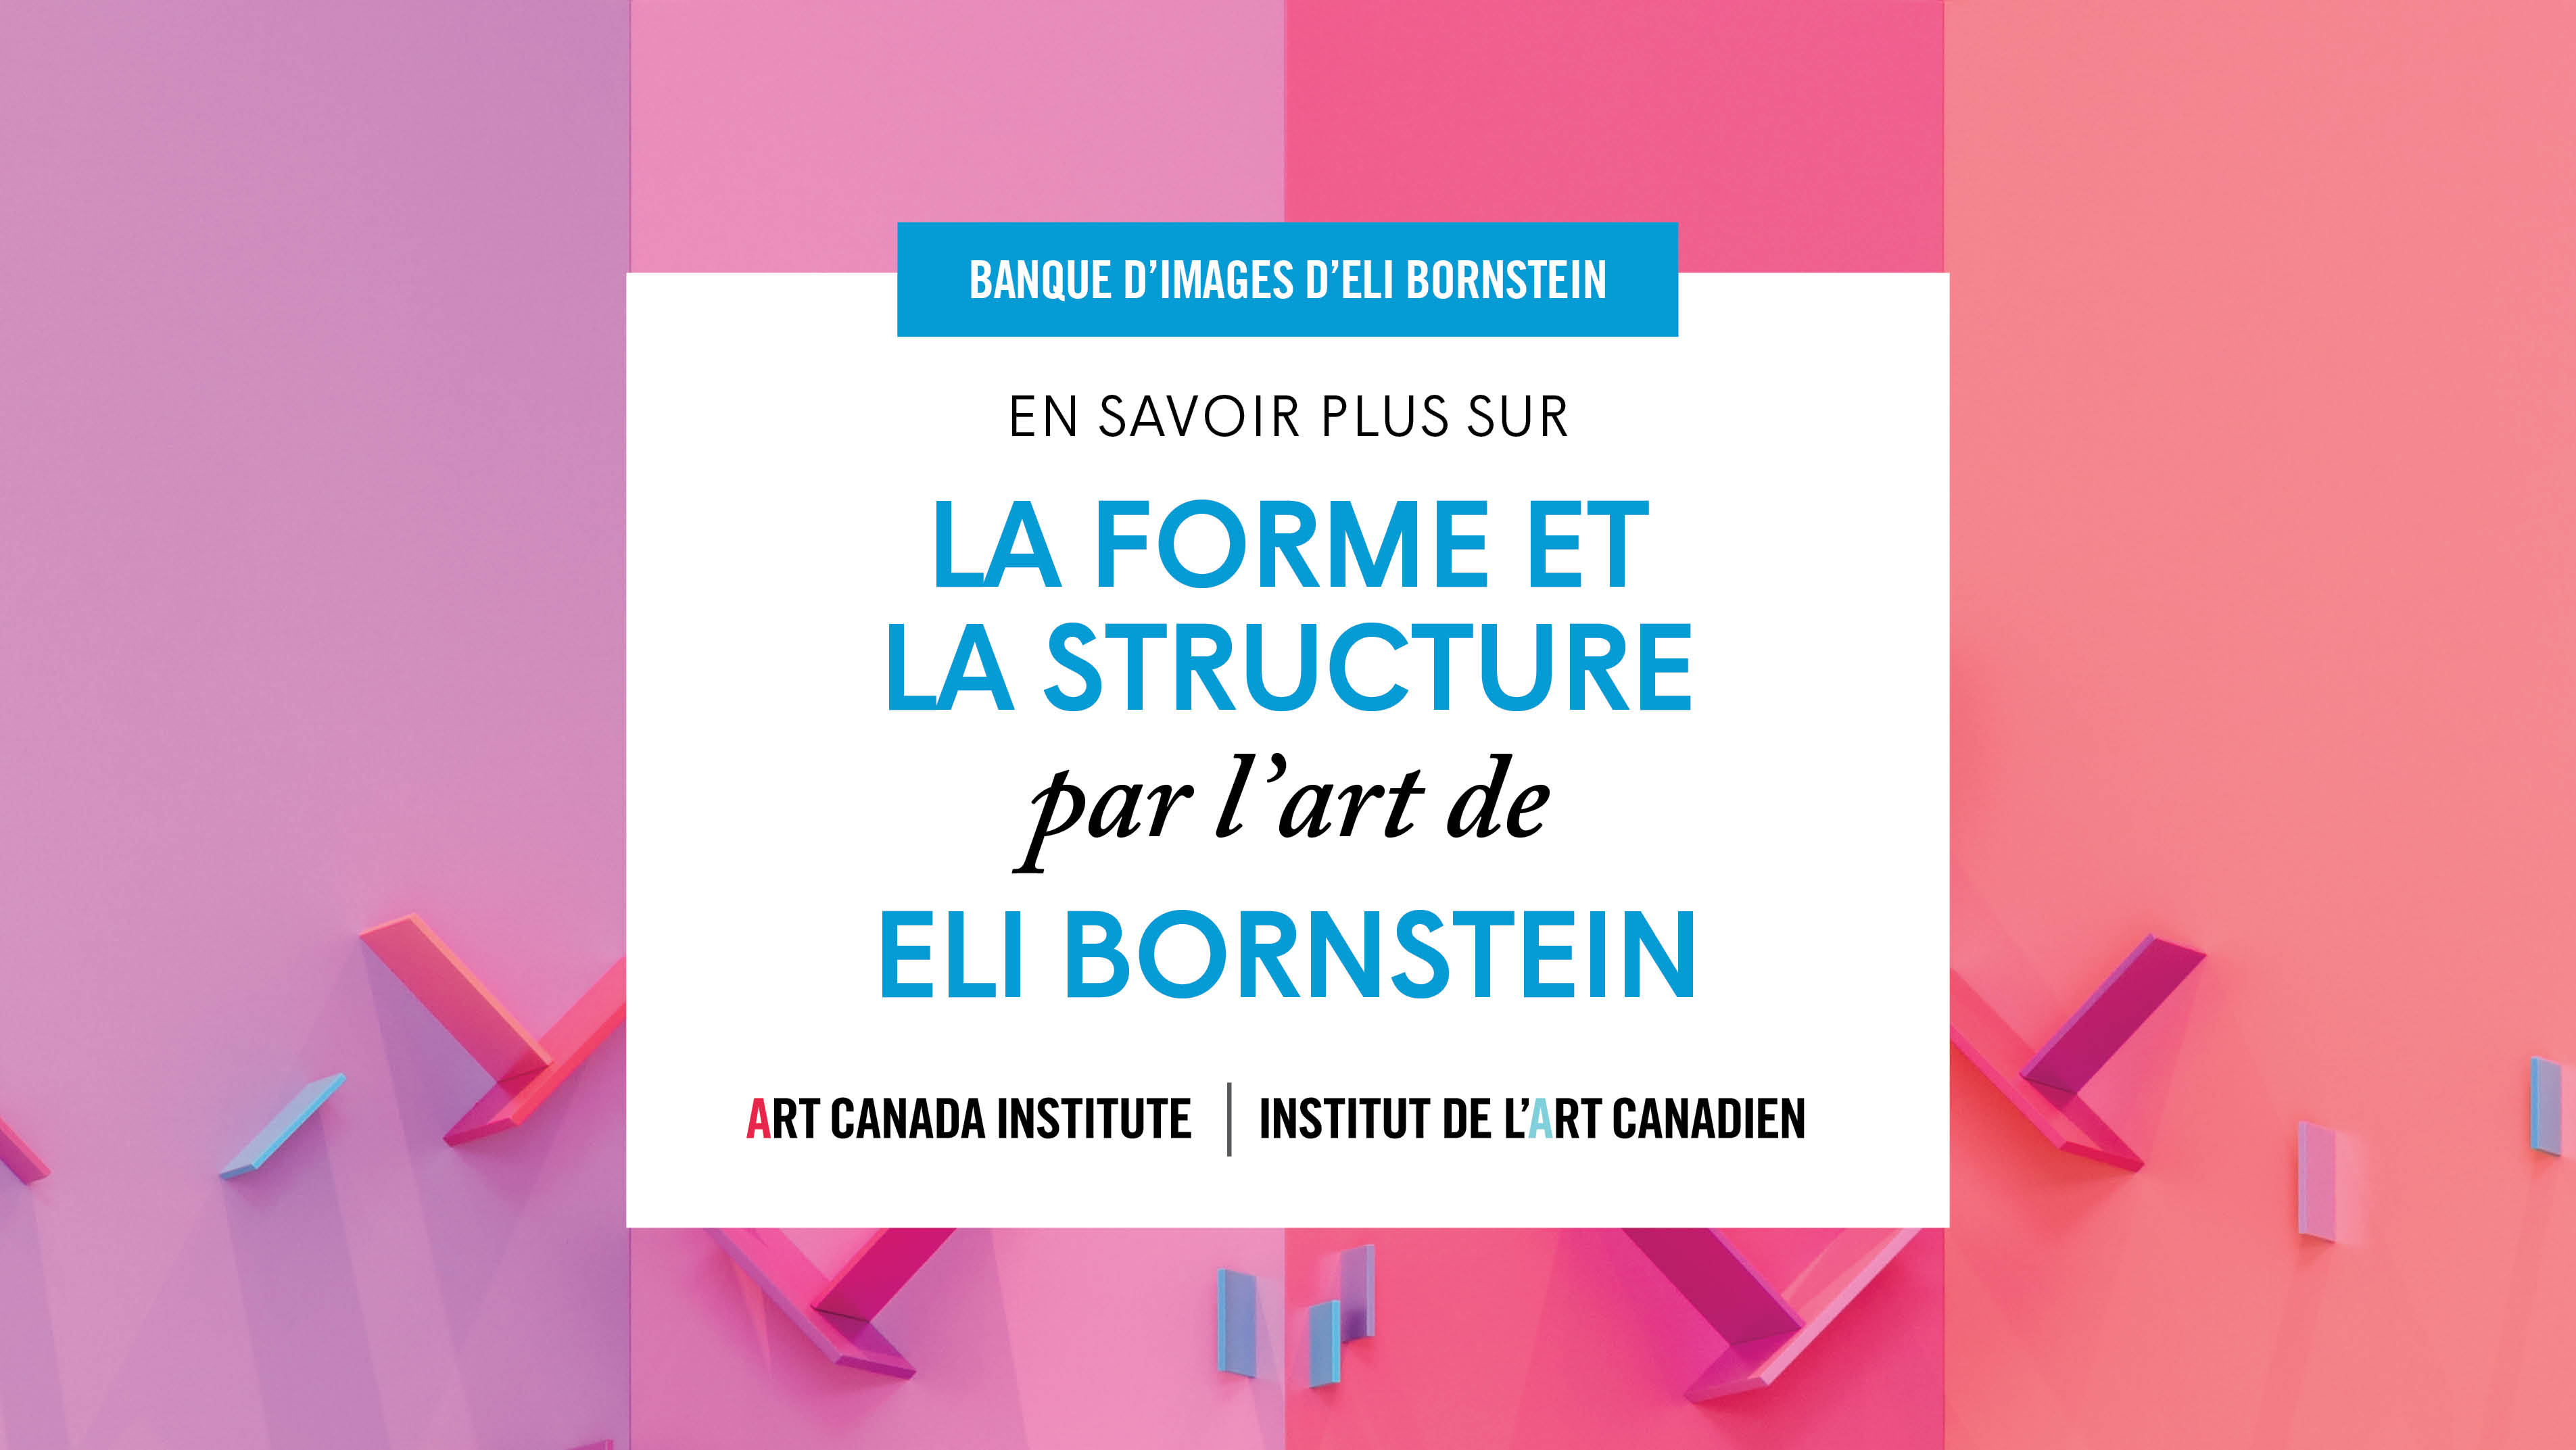 BANQUE D’IMAGES D’ELI BORNSTEIN
EN SAVOIR PLUS SUR
LA FORME ET
LA STRUCTURE
par l’art de
ELI BORNSTEIN
ART CANADA INSTITUTE | INSTITUT DE L’ART CANADIEN